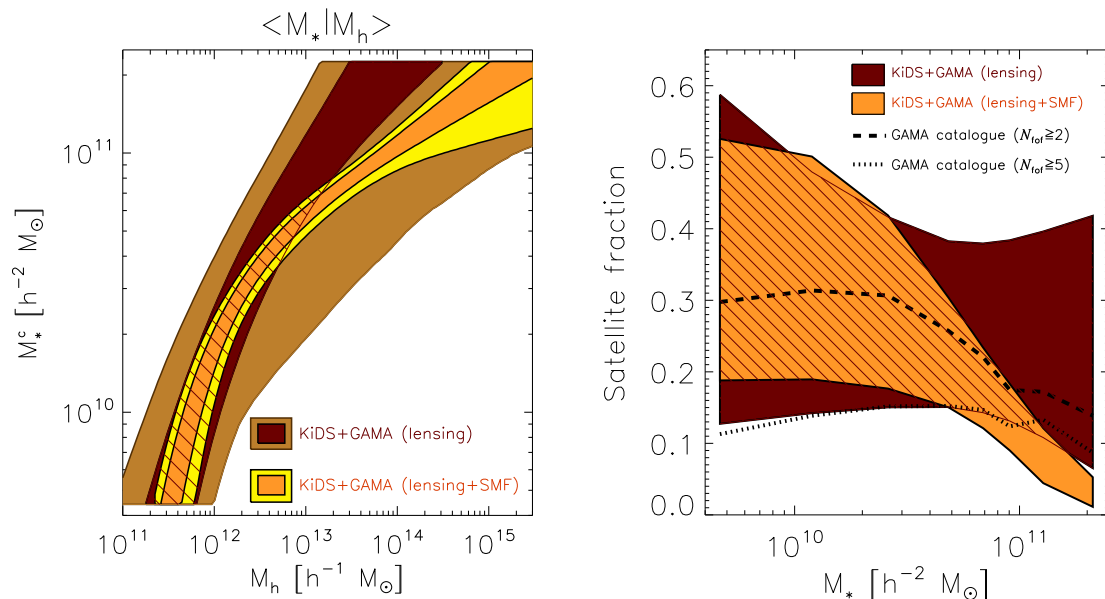 <M*|Mh>
M*c [h-2 M⊙]
10^11
10^10
KiDS+GAMA (lensing)
KiDS+GAMA (lensing+SMF)
10^11 10^12 10^13 10^14 10^15
Mh [h-1 M⊙]
KiDS+GAMA (lensing)
KiDS+GAMA (lensing+SMF)
GAMA catalogue (Nfof≥2)
GAMA catalogue (Nfof≥5)
Satellite fraction
0.6
0.5
0.4
0.3
0.2
0.1
0.0
10^10 10^11
M* [h-2 M⊙]